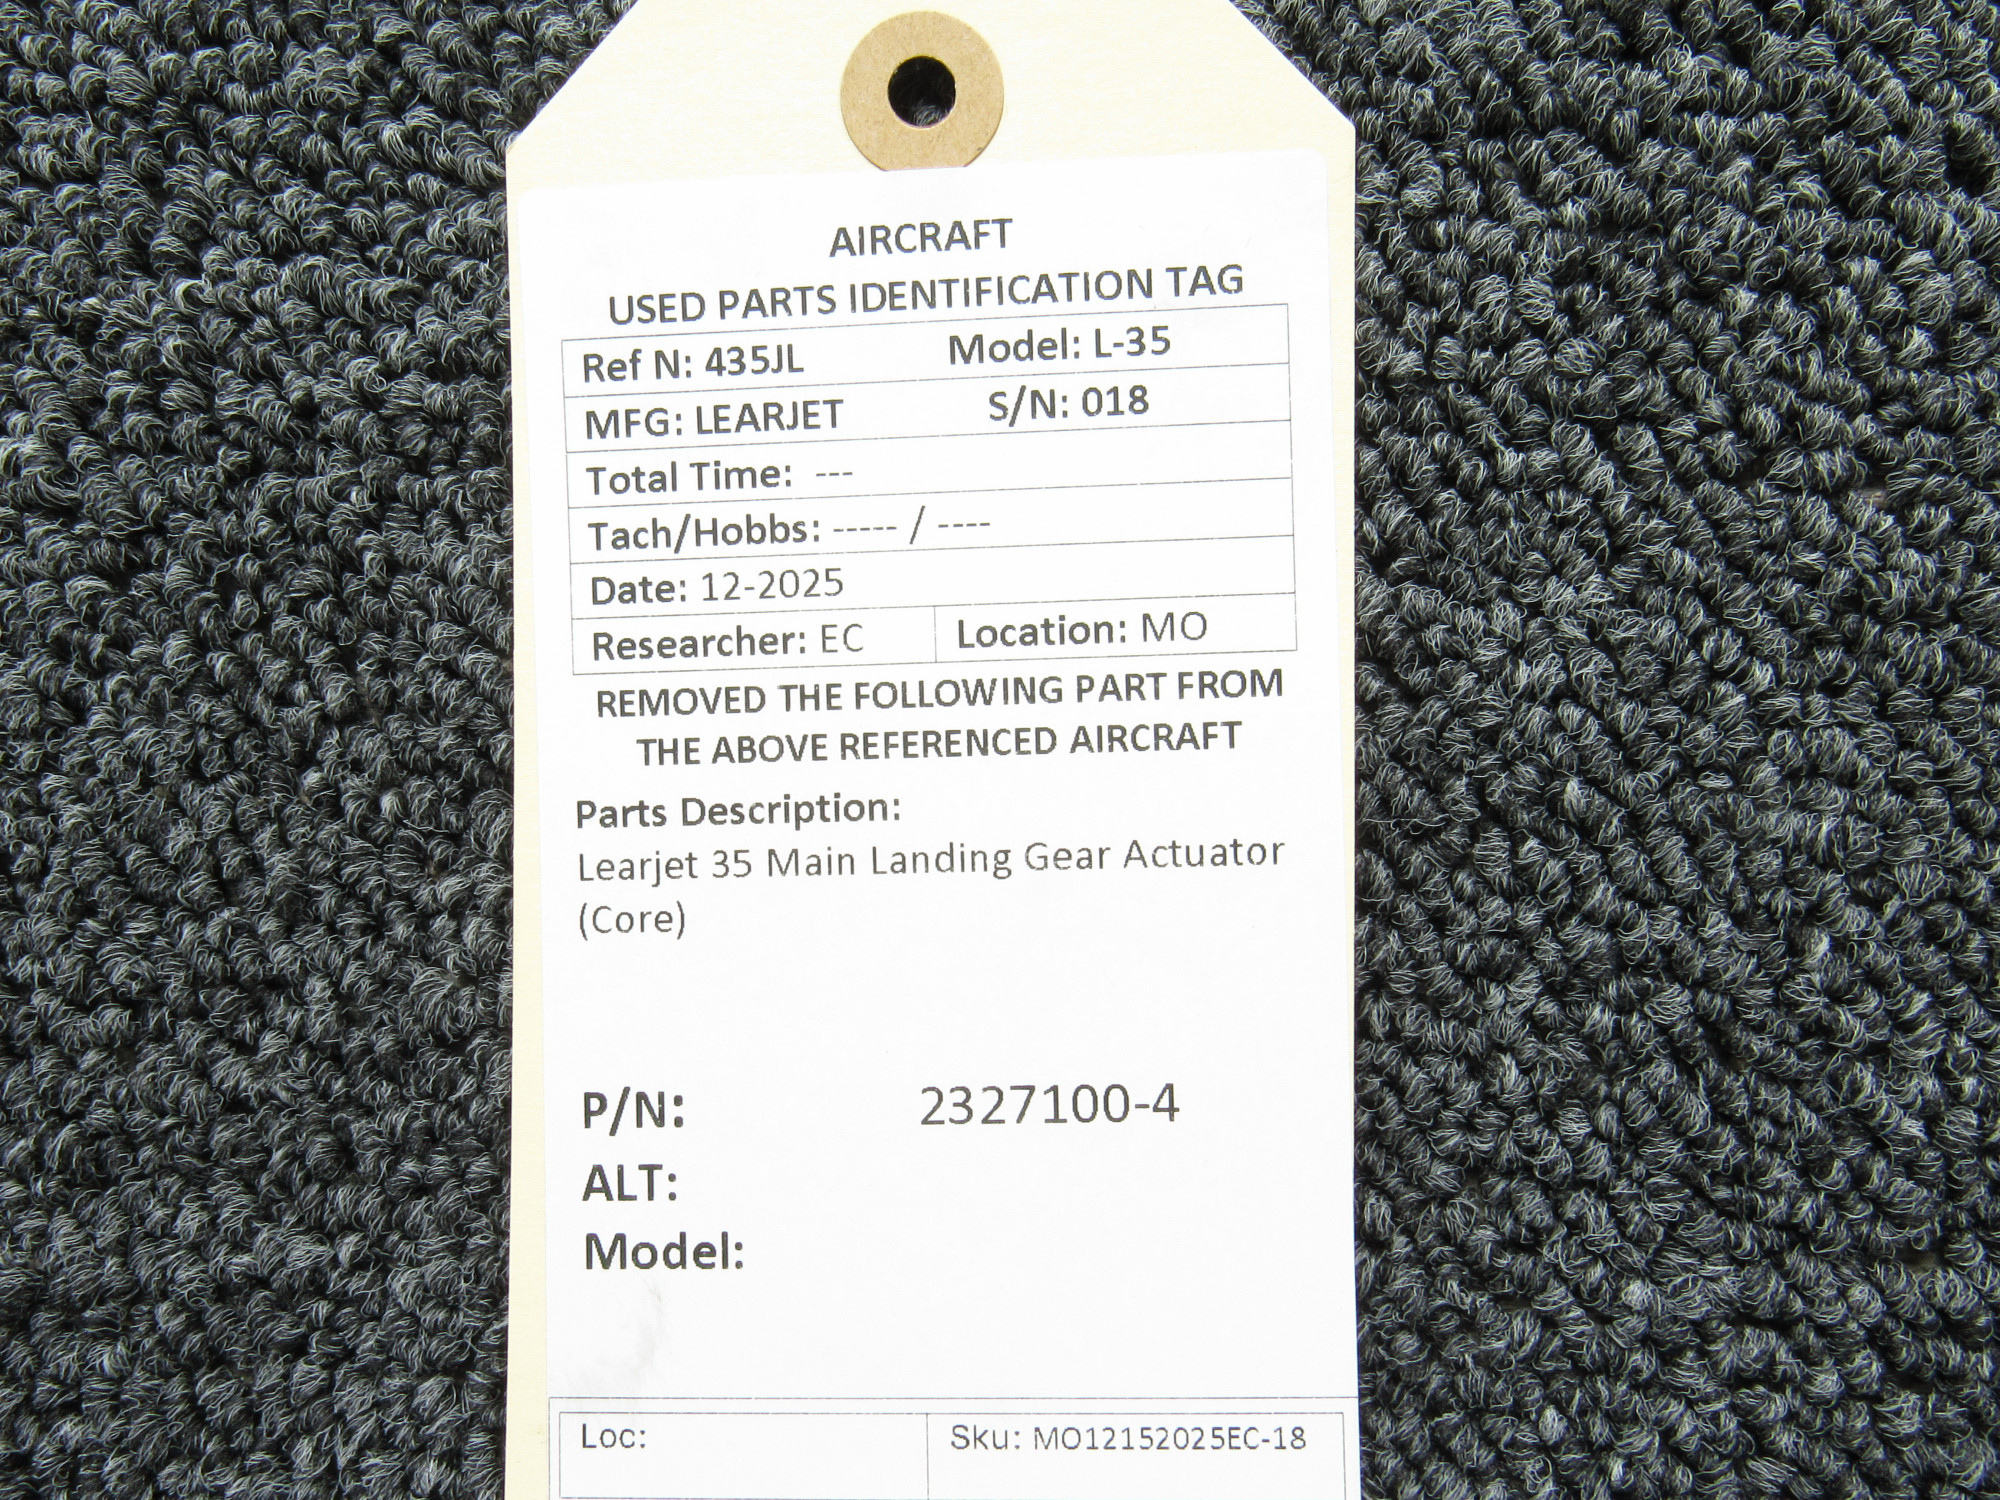 AIRCRAFT
USED PARTS IDENTIFICATION TAG
Ref N: 435JL Model: L-35
MFG: LEARJET S/N: 018
Total Time: ---
Tach/Hobbs: ----- / ----
Date: 12-2025
Researcher: EC Location: MO
REMOVED THE FOLLOWING PART FROM
THE ABOVE REFERENCED AIRCRAFT
Parts Description:
Learjet 35 Main Landing Gear Actuator
(Core)
P/N: 2327100-4
ALT:
Model:
Loc: Sku: MO12152025EC-18